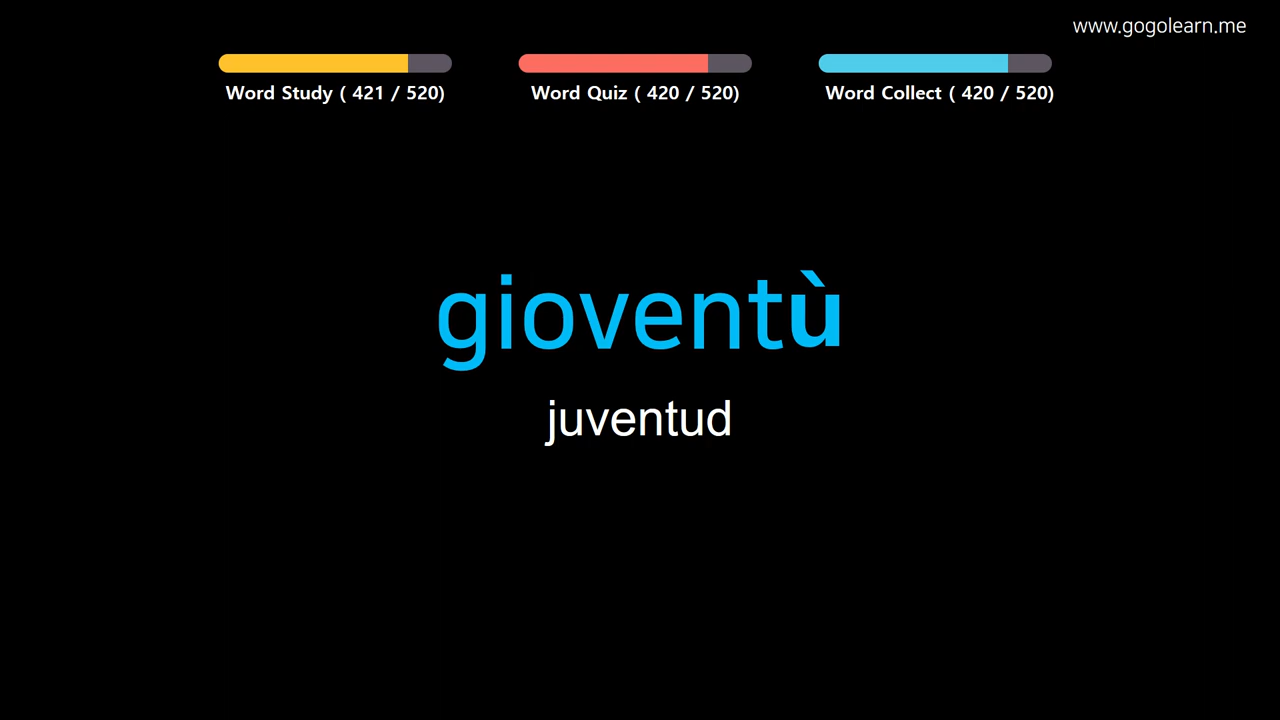 www.gogolearn.me
Word Study ( 421 / 520)
Word Quiz ( 420 / 520)
Word Collect ( 420 / 520)
gioventù
juventud